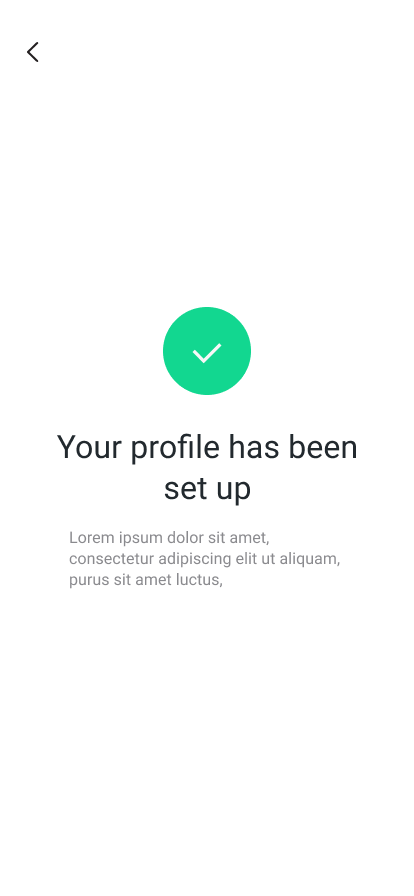 Your profile has been
set up
Lorem ipsum dolor sit amet,
consectetur adipiscing elit ut aliquam,
purus sit amet luctus,